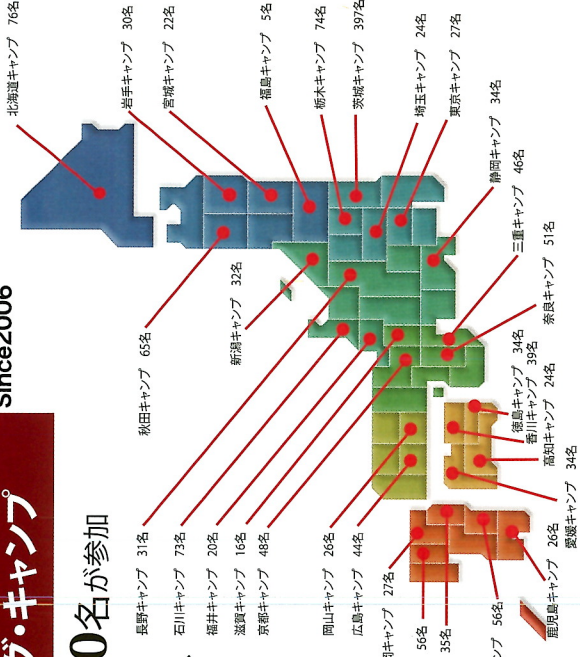 Since2006
ブ・キャンプ
0名が参加
北海道キャンプ 76名
岩手キャンプ 30名
宮城キャンプ 22名
福島キャンプ 5名
栃木キャンプ 74名
茨城キャンプ 397名
埼玉キャンプ 24名
東京キャンプ 27名
静岡キャンプ 34名
三重キャンプ 46名
奈良キャンプ 51名
秋田キャンプ 65名
新潟キャンプ 32名
長野キャンプ 31名
石川キャンプ 73名
福井キャンプ 20名
滋賀キャンプ 16名
京都キャンプ 48名
岡山キャンプ 26名
広島キャンプ 44名
徳島キャンプ 34名
香川キャンプ 39名
高知キャンプ 24名
愛媛キャンプ 34名
岡キャンプ 27名
56名
35名
ンプ 56名
鹿児島キャンプ 26名